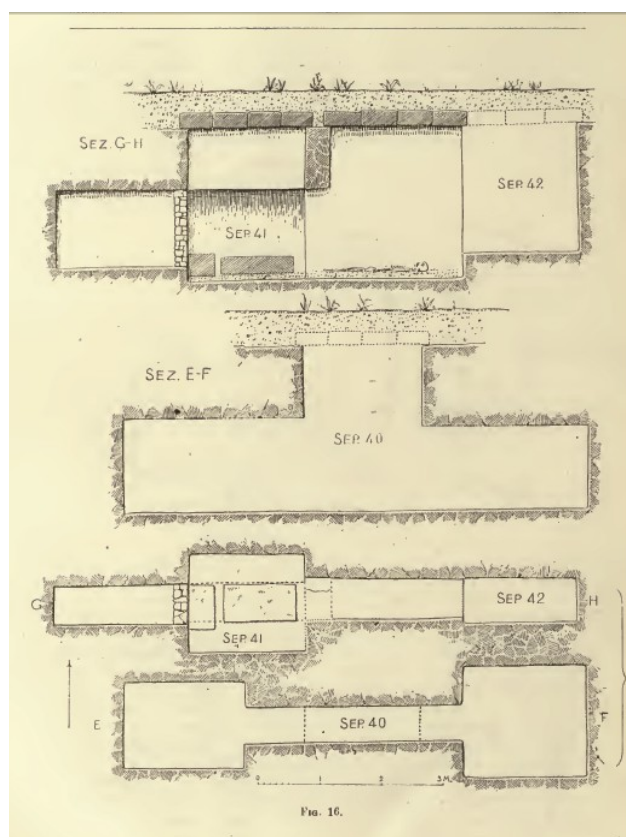 SEZ. G-H
SEP. 42
SEP. 41
SEZ. E-F
SEP. 40
G
SEP. 42
H
SEP. 41
E
SEP. 40
F
0 1 2 3 M.
FIG. 16.